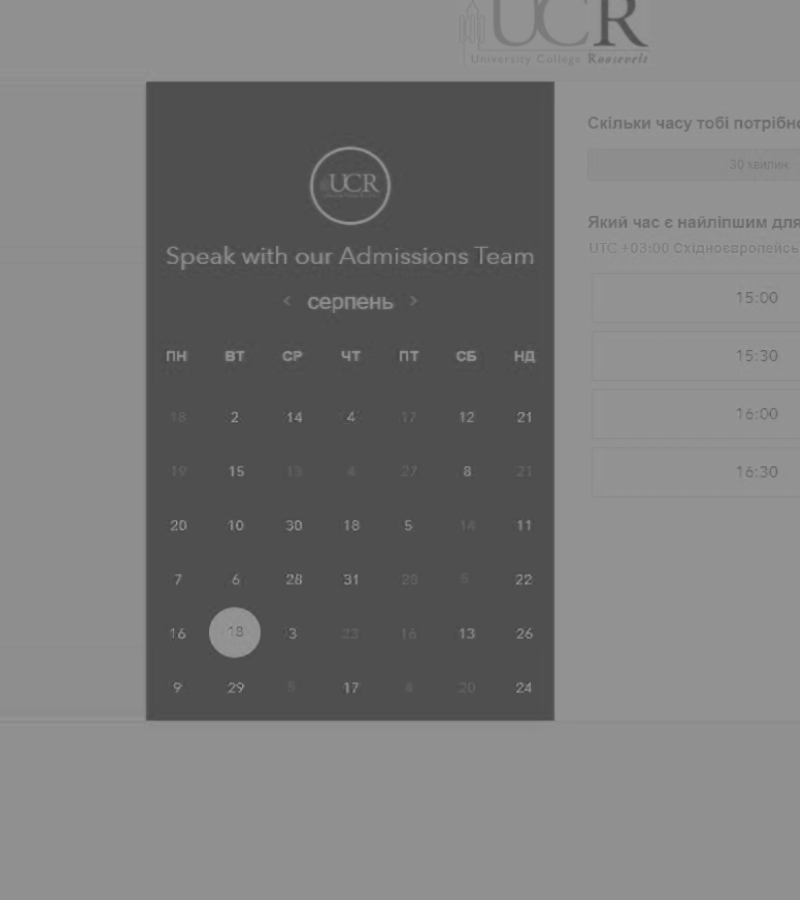 UCR
University College Roosevelt
UCR
Speak with our Admissions Team
< серпень >
ПН ВТ СР ЧТ ПТ СБ НД
18 2 14 4 17 12 21
19 15 13 4 27 8 21
20 10 30 18 5 14 11
7 6 28 31 28 5 22
16 18 3 23 16 13 26
9 29 5 17 4 20 24
Скільки часу тобі потрібно
30 хвилин
Який час є найліпшим для
UTC +03:00 Східноєвропейсь
15:00
15:30
16:00
16:30